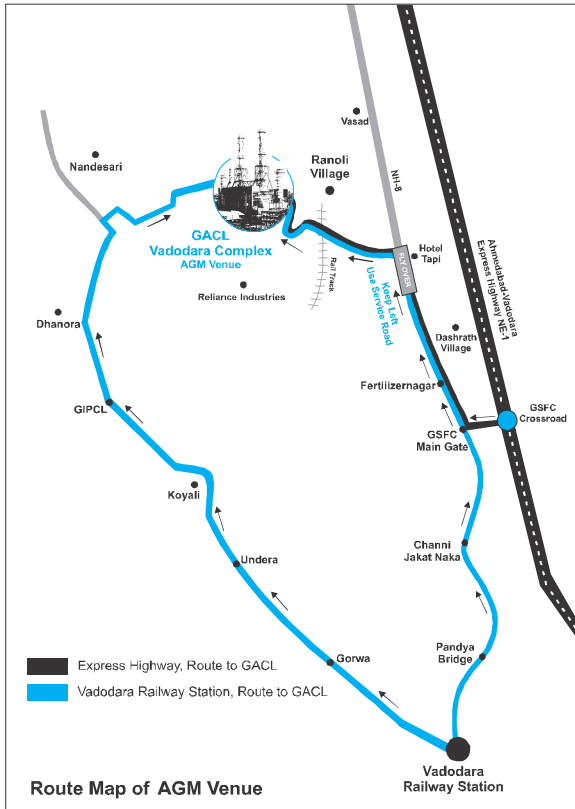 Vasad
Nandesari
Ranoli
Village
NH-8
GACL
Vadodara Complex
AGM Venue
Hotel
Tapi
FLY OVER
Ahmedabad-Vadodara
Express Highway NE-1
Rail Track
Reliance Industries
Keep Left
Use Service Road
Dhanora
Dashrath
Village
Fertilizernagar
GIPCL
GSFC
Crossroad
GSFC
Main Gate
Koyali
Channi
Jakat Naka
Undera
Pandya
Bridge
Gorwa
Express Highway, Route to GACL
Vadodara Railway Station, Route to GACL
Vadodara
Railway Station
Route Map of AGM Venue